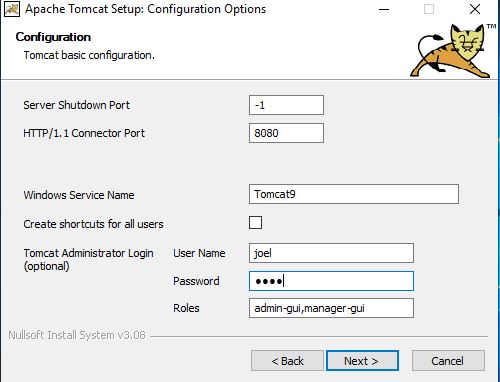 Apache Tomcat Setup: Configuration Options
Configuration
Tomcat basic configuration.
TM
Server Shutdown Port -1
HTTP/1.1 Connector Port 8080
Windows Service Name Tomcat9
Create shortcuts for all users
Tomcat Administrator Login User Name joel
(optional)
Password ●●●●
Roles admin-gui,manager-gui
Nullsoft Install System v3.08
< Back Next > Cancel